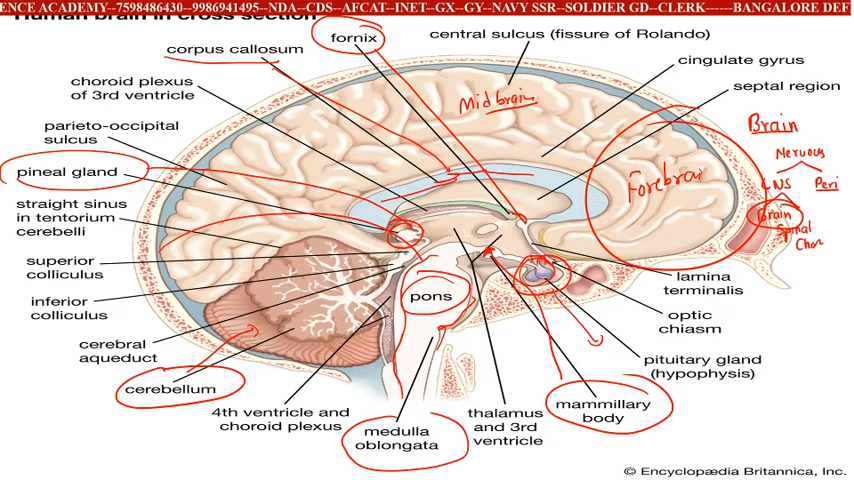 ENCE ACADEMY--7598486430--9986941495--NDA--CDS--AFCAT--INET--GX--GY--NAVY SSR--SOLDIER GD--CLERK------BANGALORE DEF
Human brain in cross section
fornix
central sulcus (fissure of Rolando)
corpus callosum
cingulate gyrus
choroid plexus
of 3rd ventricle
septal region
Midbrain
Brain
parieto-occipital
sulcus
Nervous
pineal gland
Forebrain
CNS
Peri
straight sinus
in tentorium
cerebelli
Brain
Spinal
Chor
superior
colliculus
lamina
terminalis
inferior
colliculus
pons
optic
chiasm
cerebral
aqueduct
pituitary gland
(hypophysis)
cerebellum
mammillary
body
4th ventricle and
choroid plexus
thalamus
and 3rd
ventricle
medulla
oblongata
© Encyclopædia Britannica, Inc.